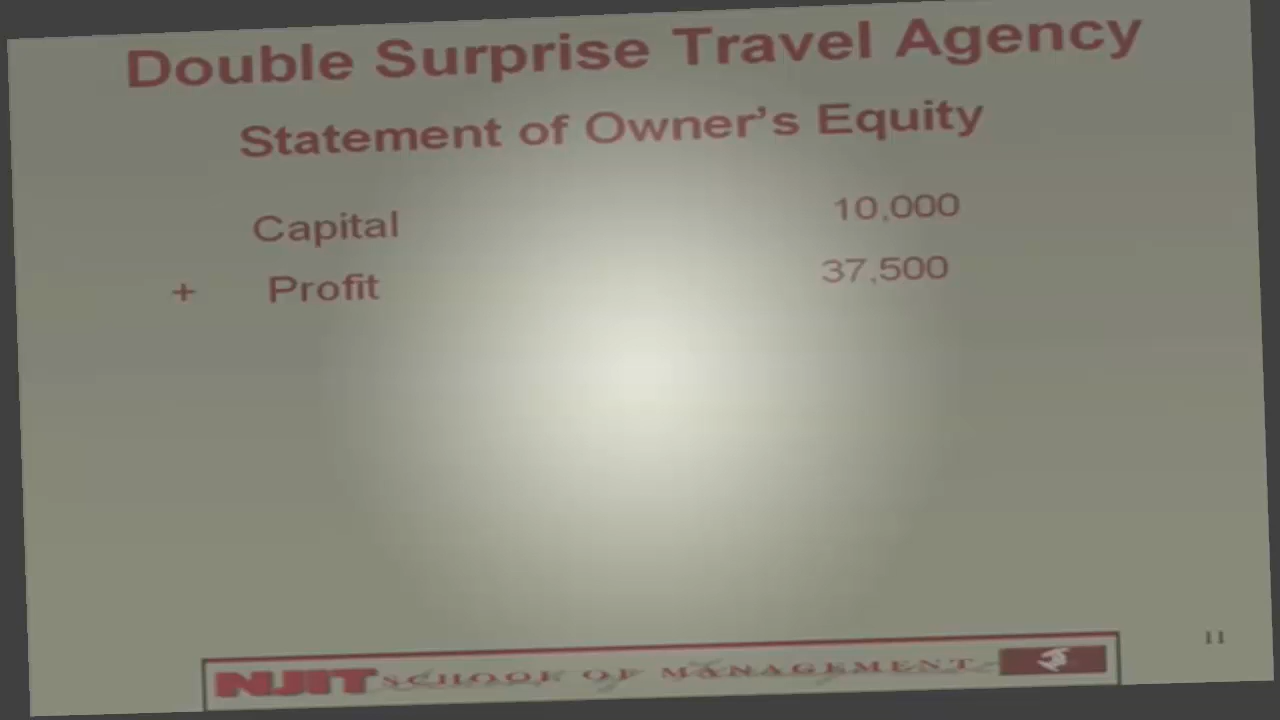 Double Surprise Travel Agency
Statement of Owner's Equity
Capital 10,000
+ Profit 37,500
NJIT SCHOOL OF MANAGEMENT
11